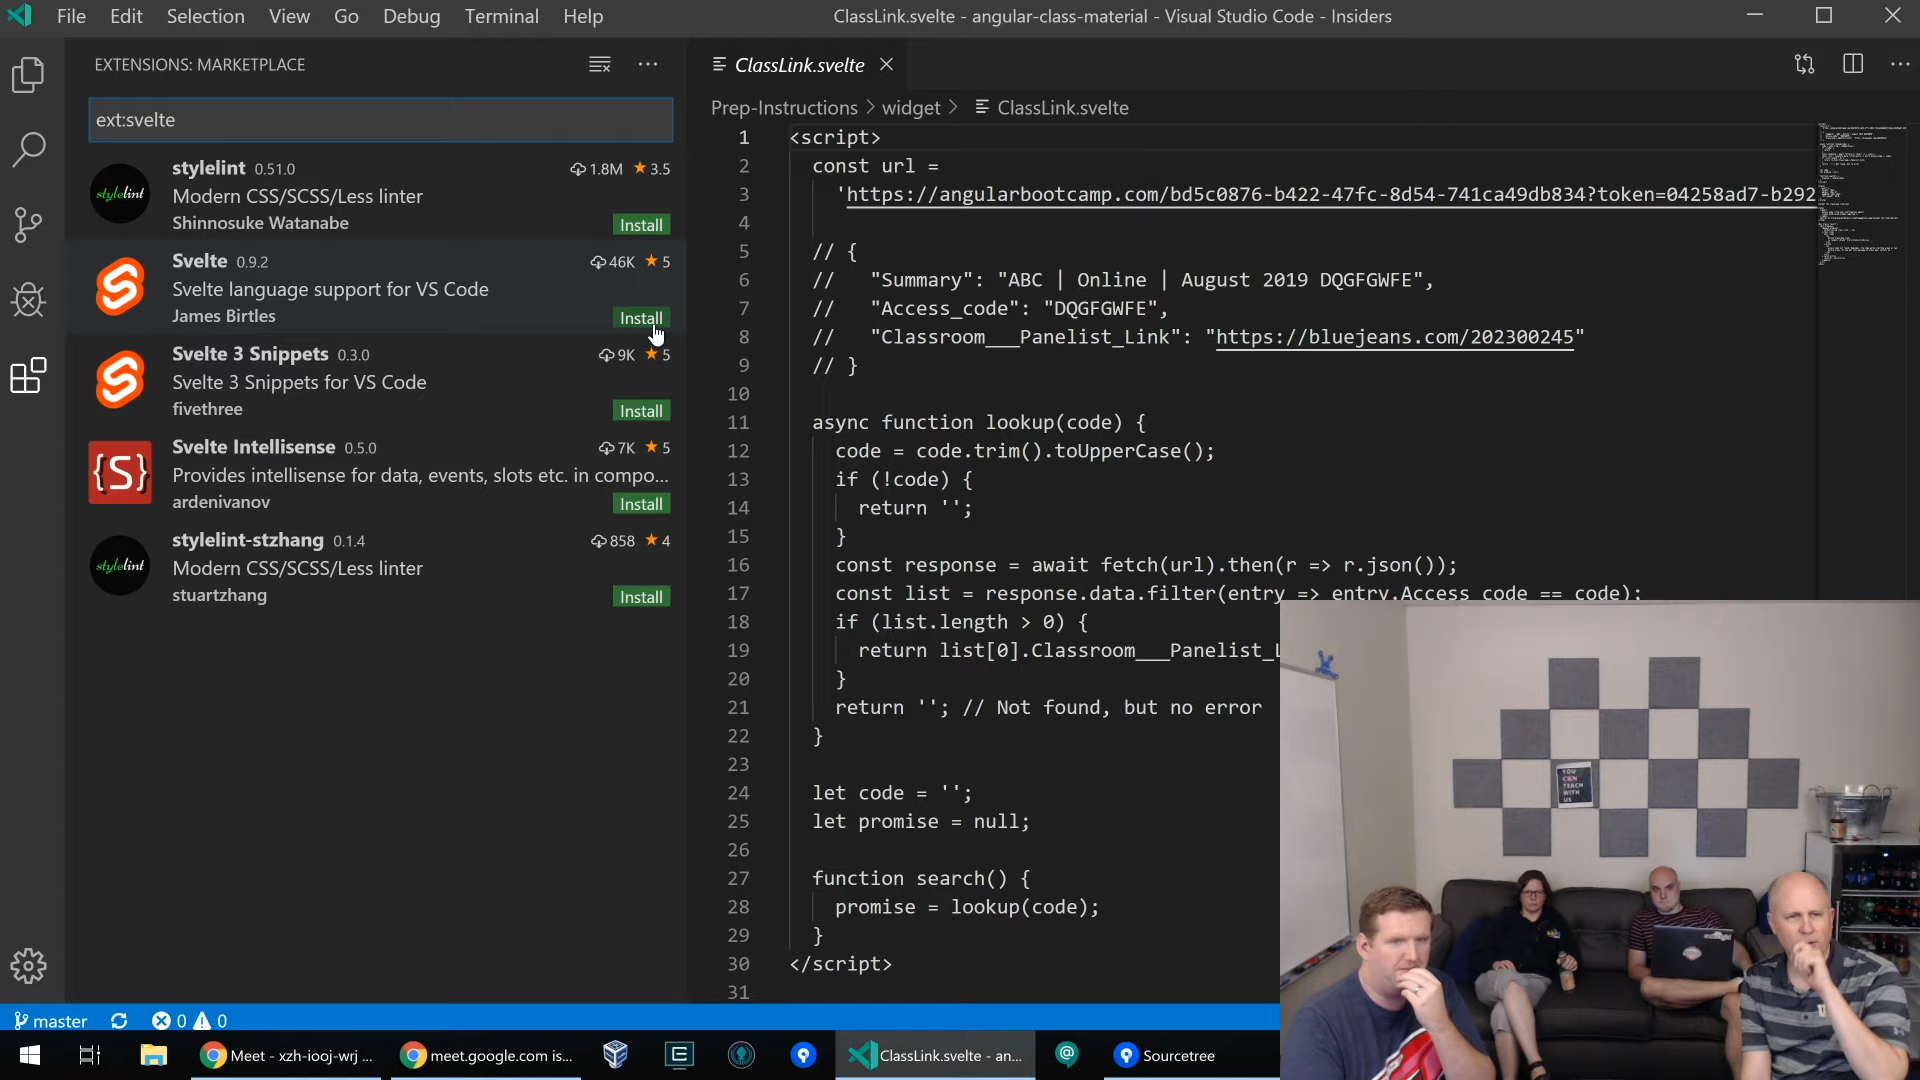 File Edit Selection View Go Debug Terminal Help
ClassLink.svelte - angular-class-material - Visual Studio Code - Insiders
EXTENSIONS: MARKETPLACE
ext:svelte
stylelint
stylelint 0.51.0 1.8M ★ 3.5
Modern CSS/SCSS/Less linter
Shinnosuke Watanabe
Install
Svelte 0.9.2 46K ★ 5
Svelte language support for VS Code
James Birtles
Install
Svelte 3 Snippets 0.3.0 9K ★ 5
Svelte 3 Snippets for VS Code
fivethree
Install
{S}
Svelte Intellisense 0.5.0 7K ★ 5
Provides intellisense for data, events, slots etc. in compo...
ardenivanov
Install
stylelint
stylelint-stzhang 0.1.4 858 ★ 4
Modern CSS/SCSS/Less linter
stuartzhang
Install
ClassLink.svelte
Prep-Instructions > widget > ClassLink.svelte
1 <script>
2 const url =
3 'https://angularbootcamp.com/bd5c0876-b422-47fc-8d54-741ca49db834?token=04258ad7-b292
4
5 // {
6 // "Summary": "ABC | Online | August 2019 DQGFGWFE",
7 // "Access_code": "DQGFGWFE",
8 // "Classroom___Panelist_Link": "https://bluejeans.com/202300245"
9 // }
10
11 async function lookup(code) {
12 code = code.trim().toUpperCase();
13 if (!code) {
14 return '';
15 }
16 const response = await fetch(url).then(r => r.json());
17 const list = response.data.filter(entry => entry.Access_code == code);
18 if (list.length > 0) {
19 return list[0].Classroom___Panelist_L
20 }
21 return ''; // Not found, but no error
22 }
23
24 let code = '';
25 let promise = null;
26
27 function search() {
28 promise = lookup(code);
29 }
30 </script>
31
YOU
CAN
TEACH
WITH
US
master 0 0
Meet - xzh-iooj-wrj ...
meet.google.com is...
ClassLink.svelte - an...
Sourcetree